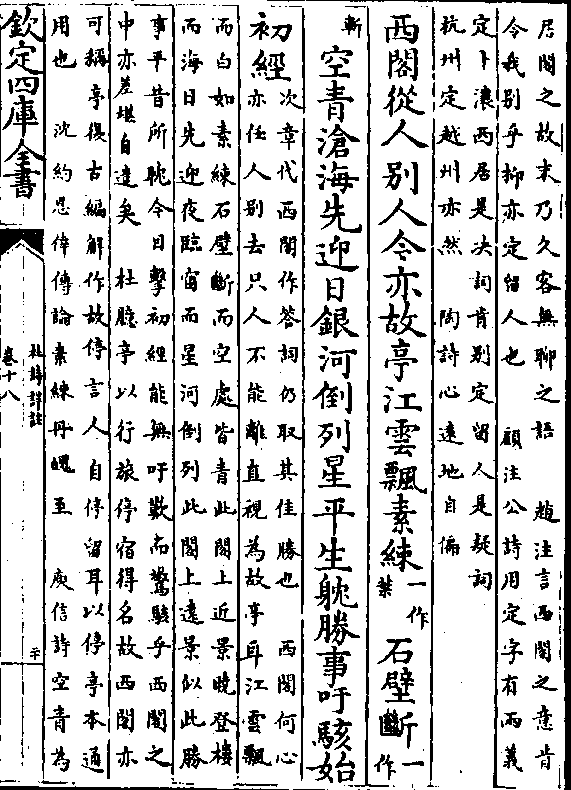 居閣之故末乃久客無聊之語　趙注言西閣之意肯
令我别乎抑亦定留人也　顧注公詩用定字有兩義
定卜瀼西居是决詞肯别定留人是疑詞
杭州定越州亦然　陶詩心逺地自偏
西閣從人别人今亦故亭江雲飄素練一作葉石壁斷一作
斬空青滄海先迎日銀河倒列星平生躭勝事吁駭始
初經次章代西閣作答詞仍取其佳勝也　西閣何心
亦任人别去只人不能離直視為故亭耳江雲飄
而白如素練石壁斷而空處皆青此閣上近景曉登樓
而海日先迎夜臨窗而星河倒列此閣上逺景似此勝
事平昔所躭今日擊初經能無吁歎而驚駭乎西閣之
中亦差堪自達矣　杜臆亭以行旅停宿得名故西閣亦
可稱亭復古編解作故停言人自停留耳以停亭本通
用也　沈約恩倖傳論素練丹魄至　庾信詩空青為
欽定四庫全書
杜詩詳註
卷十八
二十